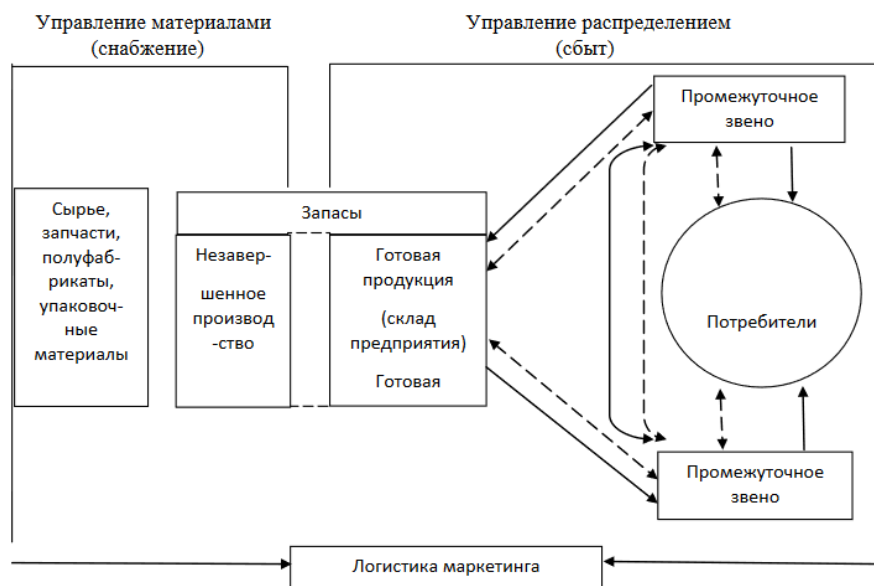 Управление материалами
(снабжение)
Управление распределением
(сбыт)
Промежуточное
звено
Сырье,
запчасти,
полуфаб-
рикаты,
упаковоч-
ные
материалы
Запасы
Незавер-
шенное
производ
-ство
Готовая
продукция
(склад
предприятия)
Готовая
Потребители
Промежуточное
звено
Логистика маркетинга